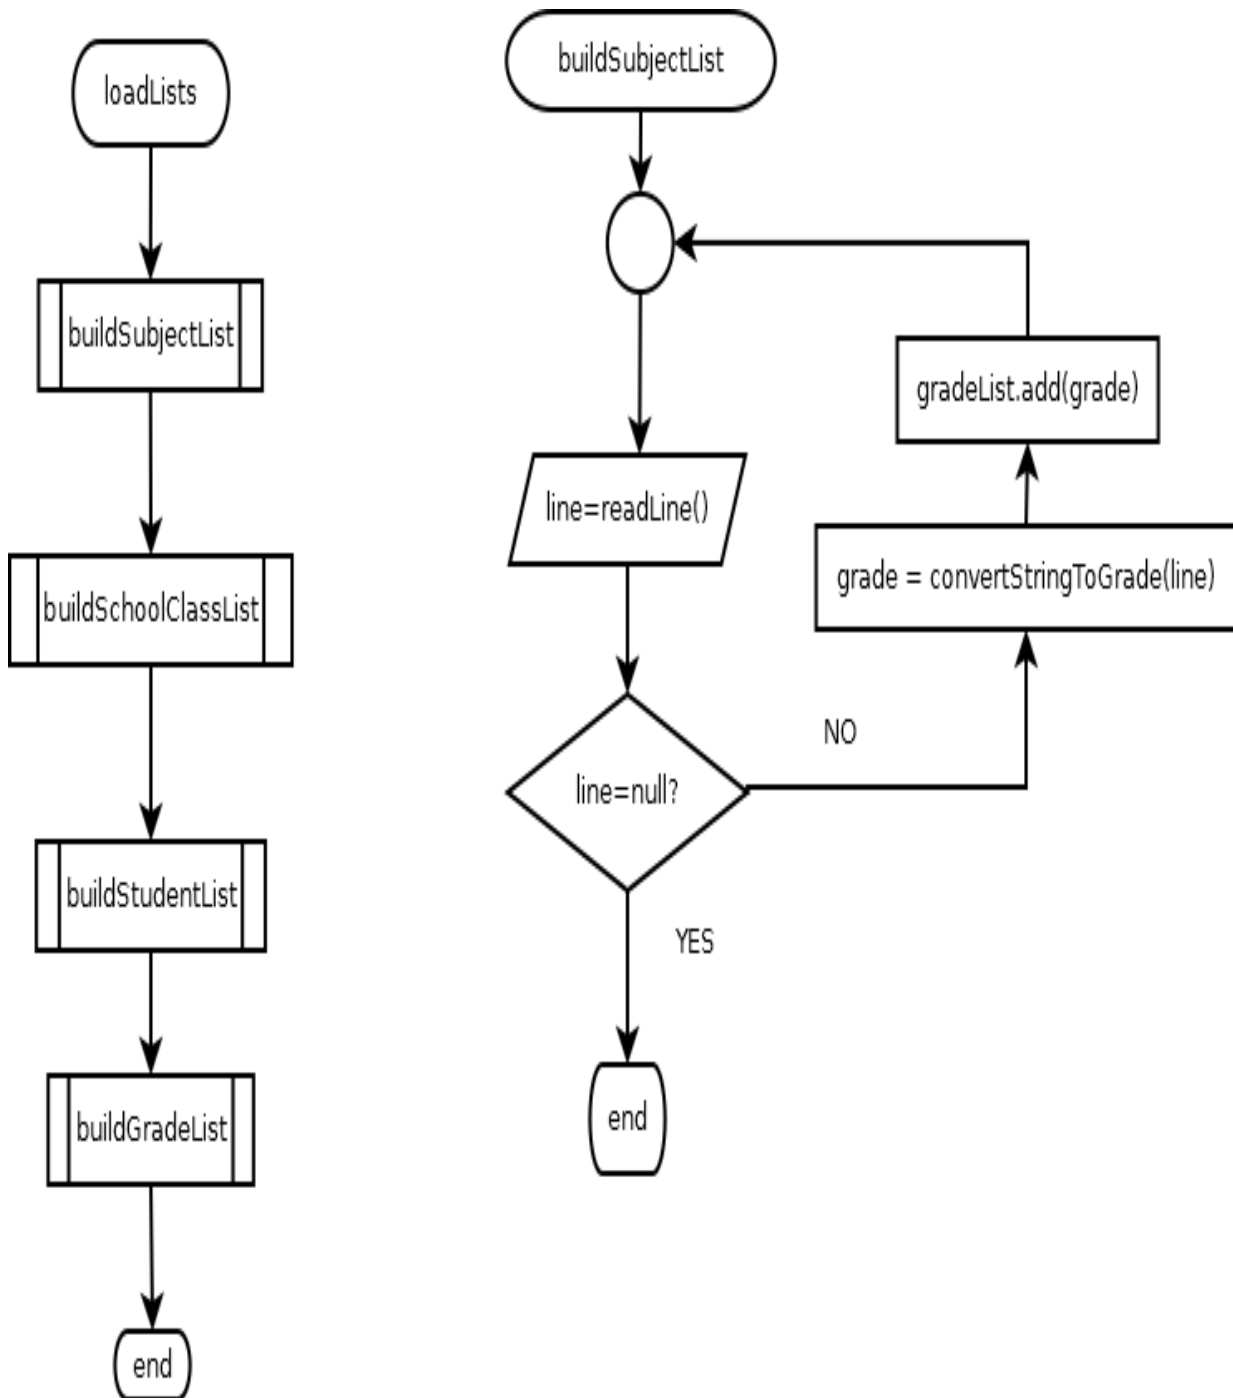 loadLists
buildSubjectList
buildSchoolClassList
buildStudentList
buildGradeList
end
buildSubjectList
line=readLine()
line=null?
NO
grade = convertStringToGrade(line)
gradeList.add(grade)
YES
end